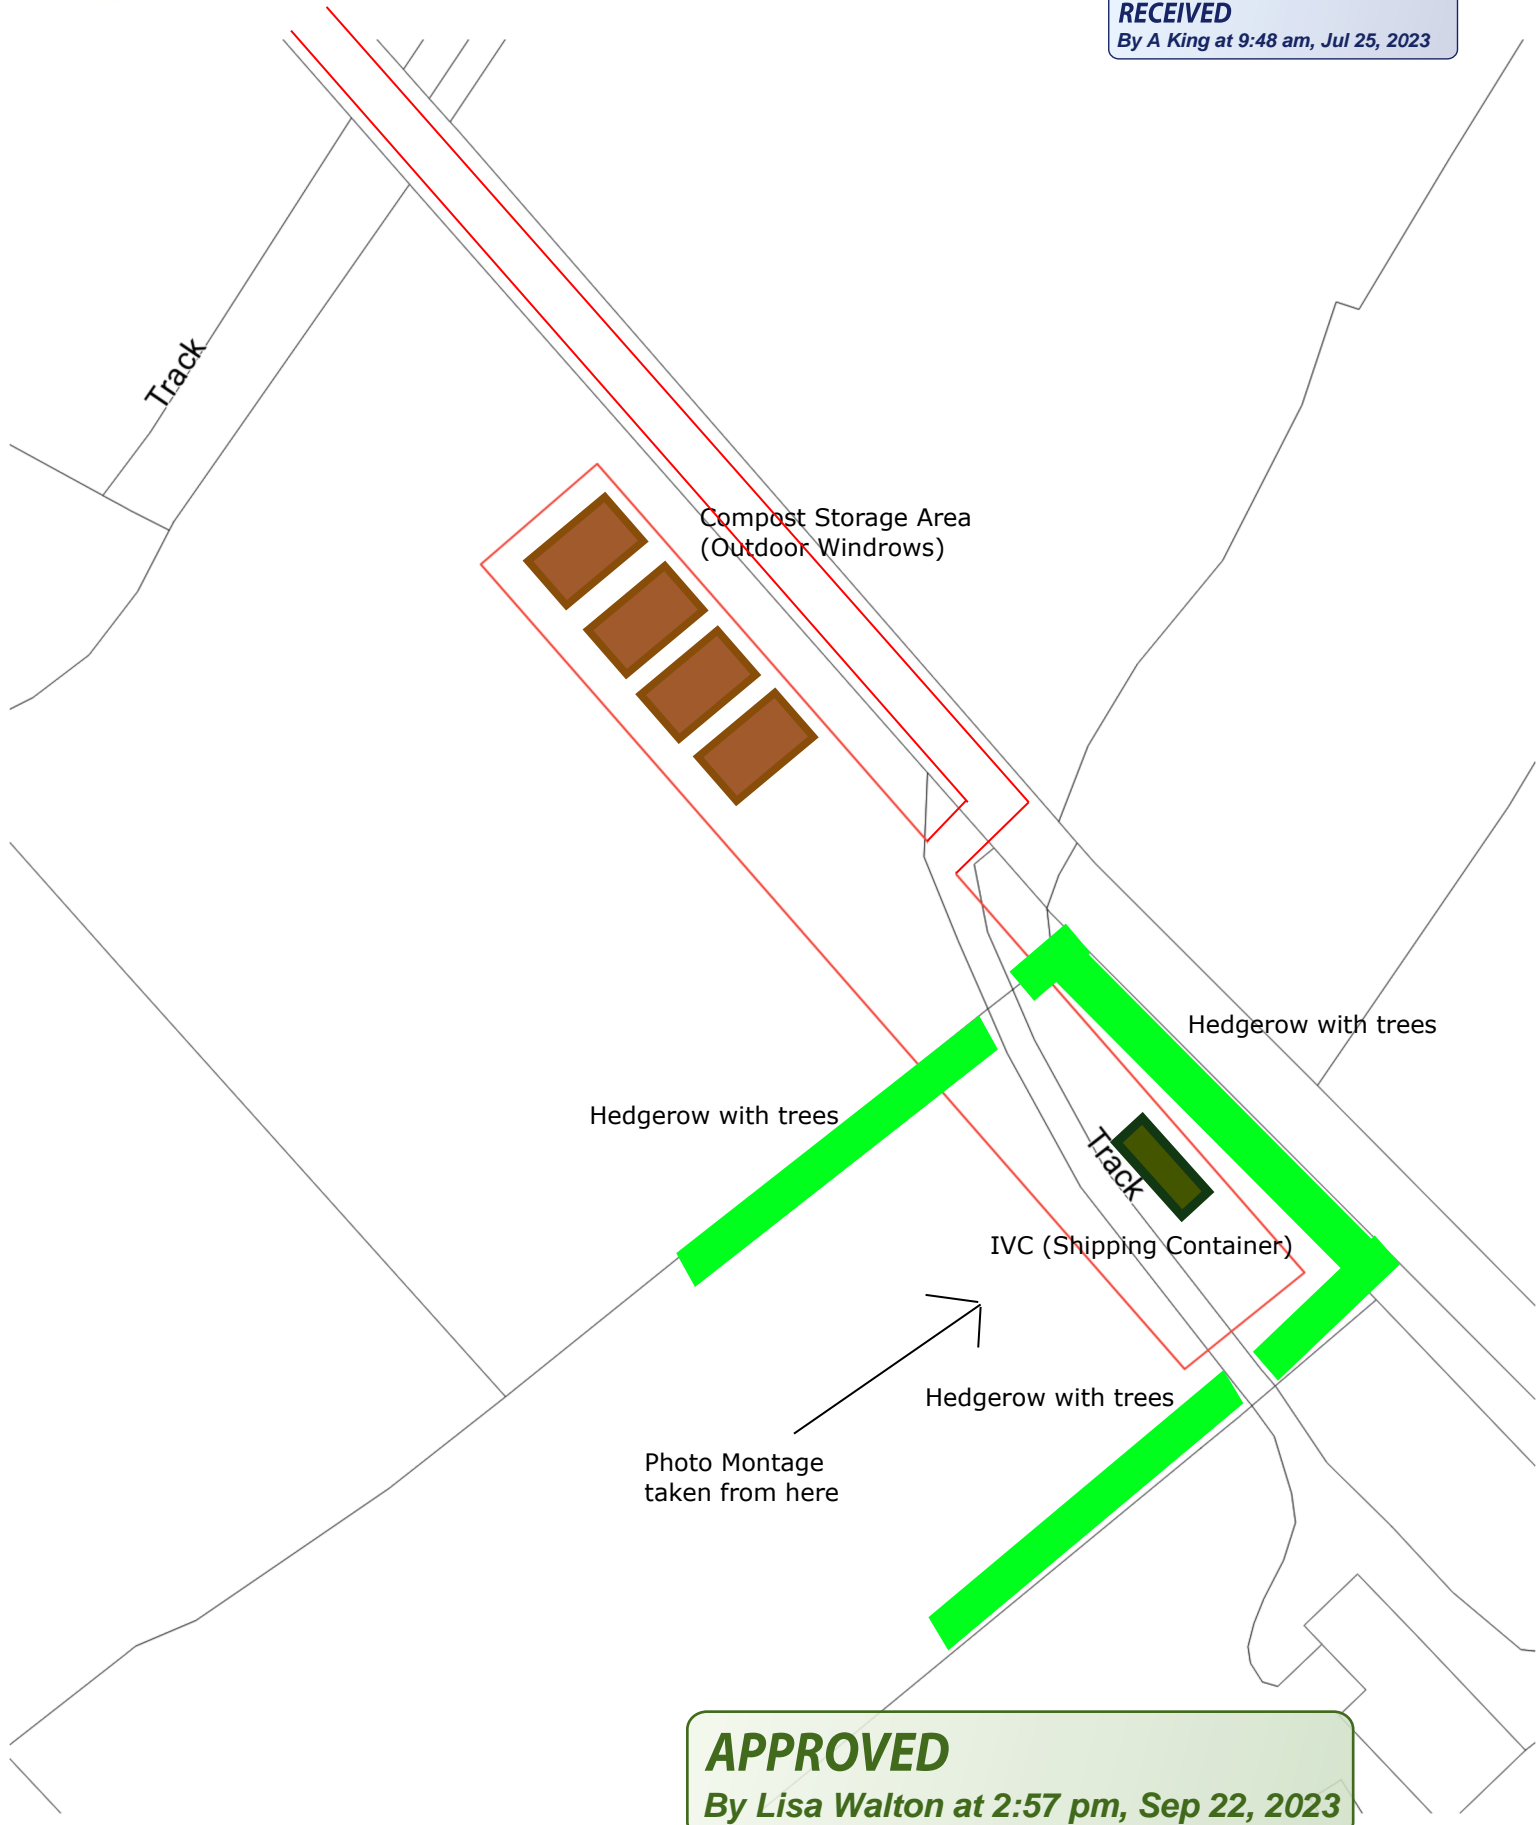 RECEIVED
By A King at 9:48 am, Jul 25, 2023
Track
Compost Storage Area
(Outdoor Windrows)
Hedgerow with trees
Hedgerow with trees
Track
IVC (Shipping Container)
Hedgerow with trees
Photo Montage
taken from here
APPROVED
By Lisa Walton at 2:57 pm, Sep 22, 2023